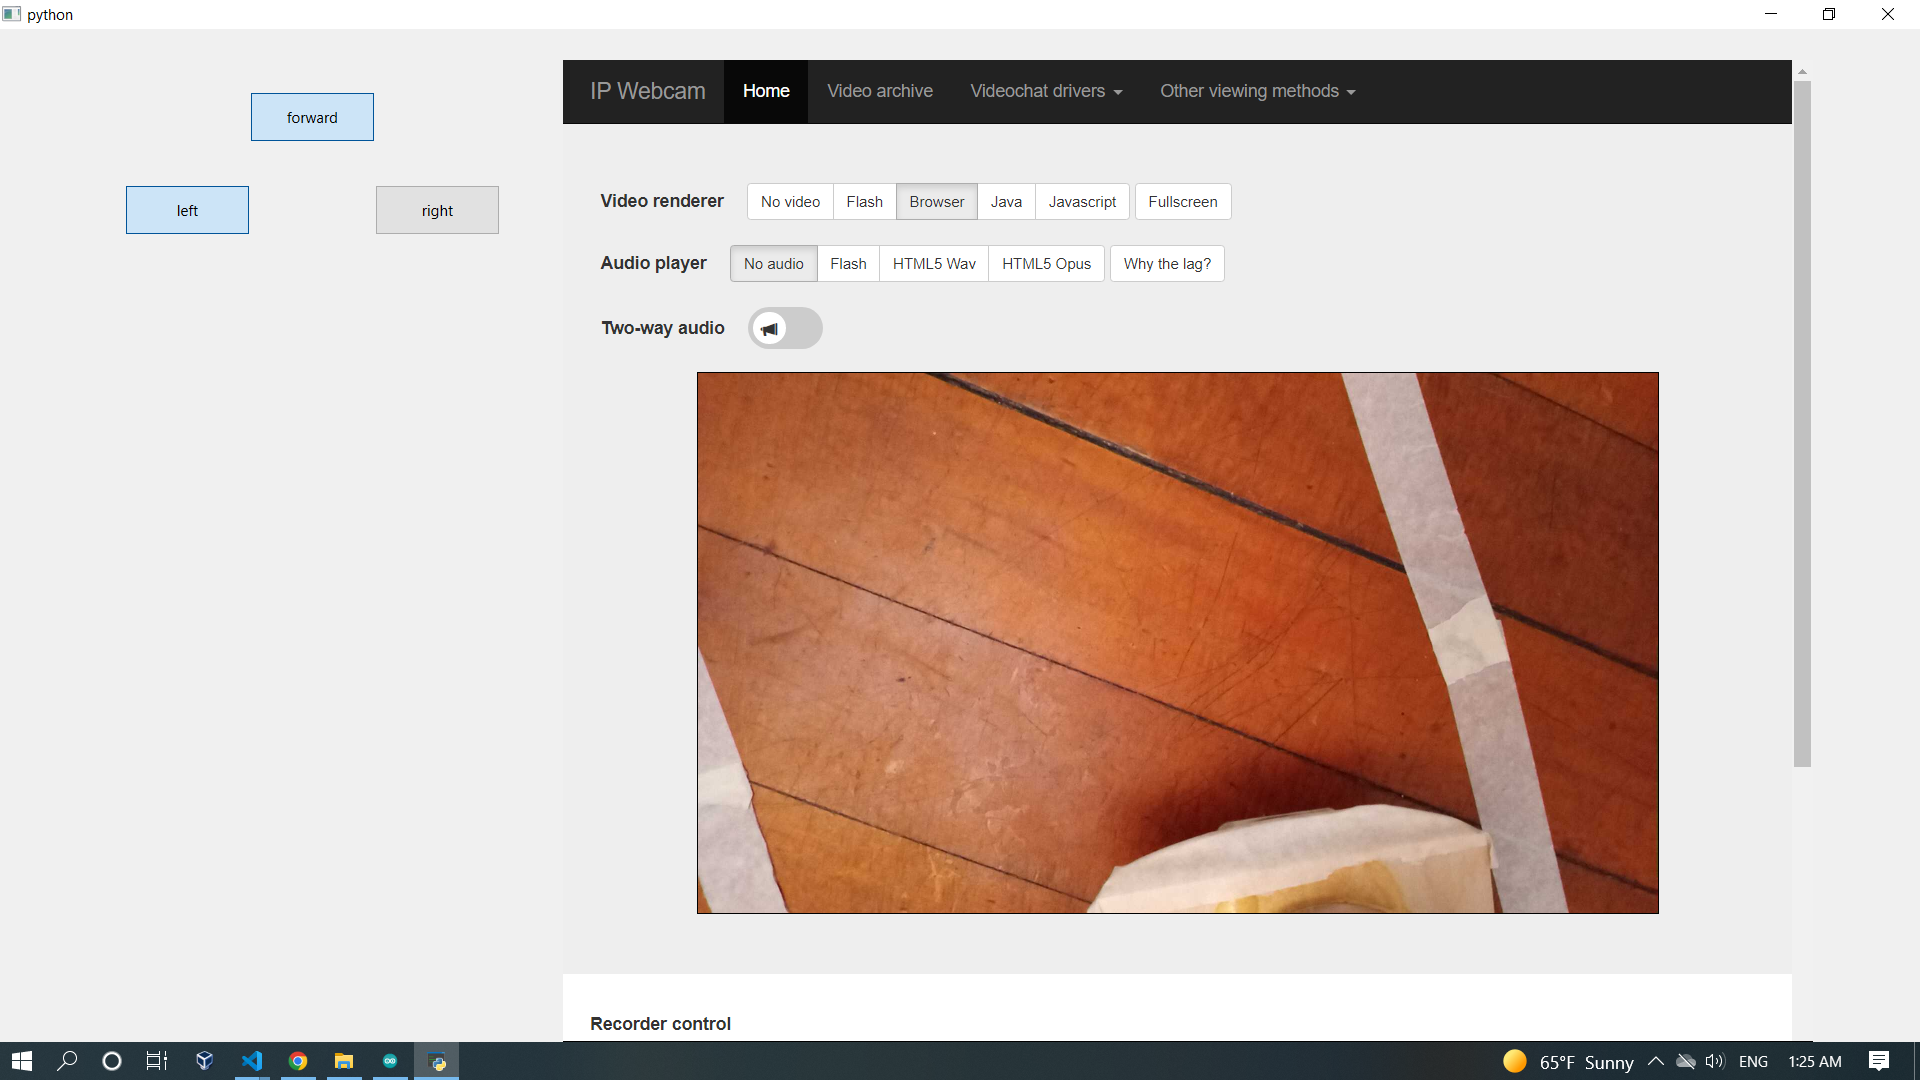 python
forward
left
right
IP Webcam Home Video archive Videochat drivers Other viewing methods
Video renderer No video Flash Browser Java Javascript Fullscreen
Audio player No audio Flash HTML5 Wav HTML5 Opus Why the lag?
Two-way audio
Recorder control
65°F Sunny ENG 1:25 AM